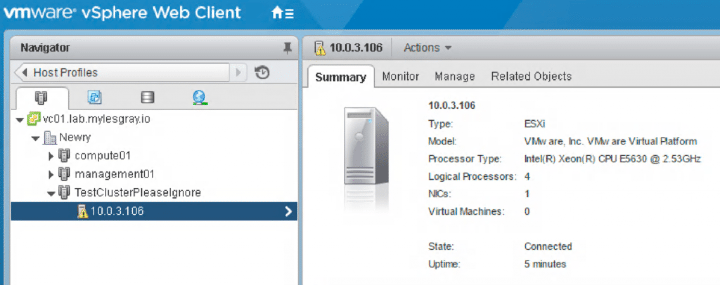 vmware® vSphere Web Client
Navigator
Host Profiles
vc01.lab.mylesgray.io
Newry
compute01
management01
TestClusterPleaseIgnore
10.0.3.106
10.0.3.106 Actions
Summary Monitor Manage Related Objects
10.0.3.106
Type: ESXi
Model: VMware, Inc. VMware Virtual Platform
Processor Type: Intel(R) Xeon(R) CPU E5630 @ 2.53GHz
Logical Processors: 4
NICs: 1
Virtual Machines: 0
State: Connected
Uptime: 5 minutes